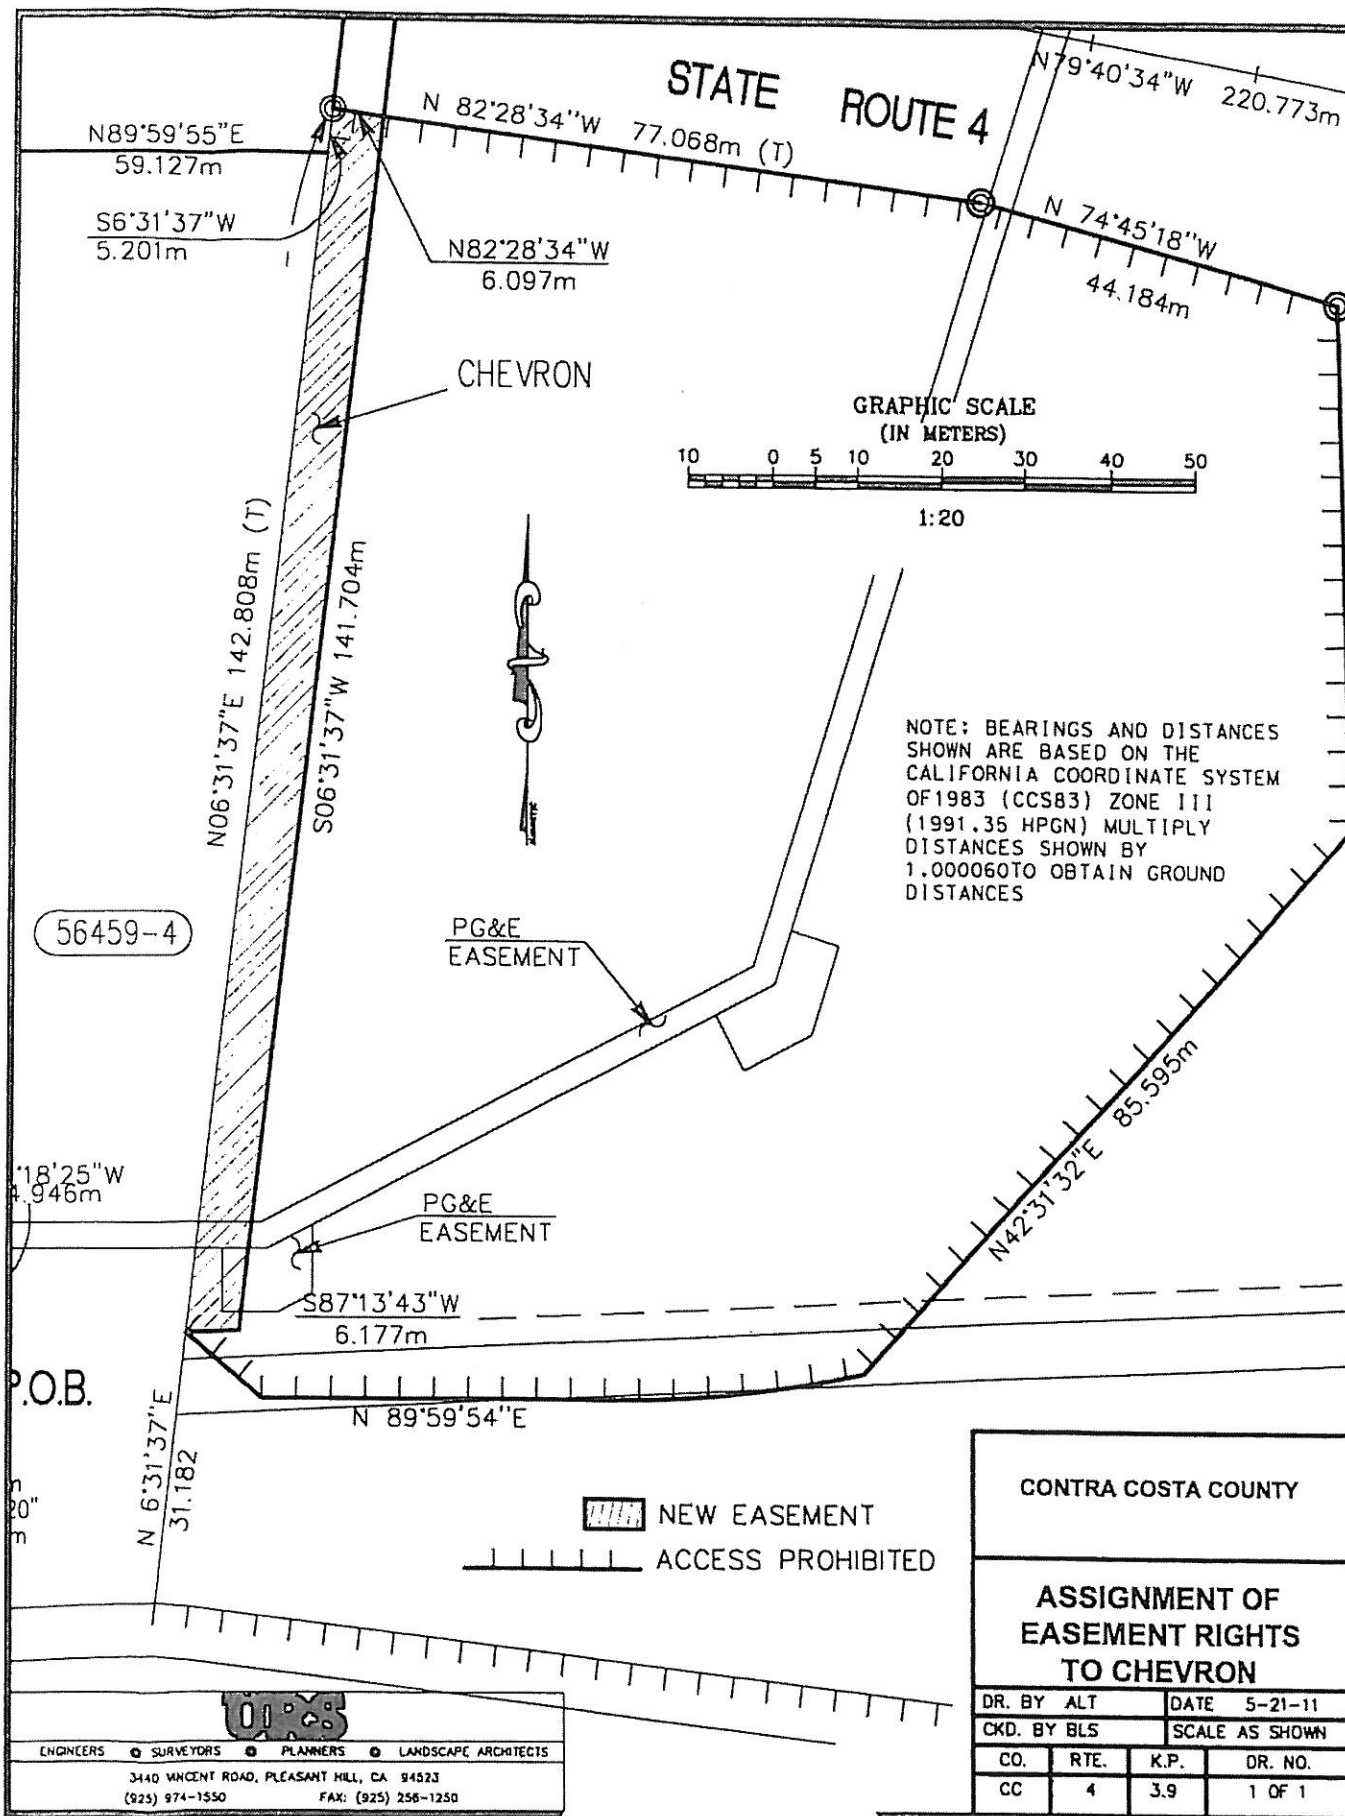 STATE ROUTE 4
N79°40'34"W 220.773m
N 82°28'34"W 77.068m (T)
N89°59'55"E
59.127m
S6°31'37"W
5.201m
N82°28'34"W
6.097m
N 74°45'18"W
44.184m
CHEVRON
GRAPHIC SCALE
(IN METERS)
10 0 5 10 20 30 40 50
1:20
N06°31'37"E 142.808m (T)
S06°31'37"W 141.704m
NOTE: BEARINGS AND DISTANCES
SHOWN ARE BASED ON THE
CALIFORNIA COORDINATE SYSTEM
OF1983 (CCS83) ZONE III
(1991.35 HPGN) MULTIPLY
DISTANCES SHOWN BY
1.000060TO OBTAIN GROUND
DISTANCES
56459-4
PG&E
EASEMENT
N42°31'32"E 85.595m
18'25"W
4.946m
PG&E
EASEMENT
S87°13'43"W
6.177m
P.O.B.
N 89°59'54"E
N 6°31'37"E
31.182
20"
m
NEW EASEMENT
ACCESS PROHIBITED
CONTRA COSTA COUNTY
ASSIGNMENT OF
EASEMENT RIGHTS
TO CHEVRON
DR. BY ALT DATE 5-21-11
CKD. BY BLS SCALE AS SHOWN
CO. RTE. K.P. DR. NO.
CC 4 3.9 1 OF 1
ENGINEERS SURVEYORS PLANNERS LANDSCAPE ARCHITECTS
3440 VINCENT ROAD, PLEASANT HILL, CA 94523
(925) 974-1550 FAX: (925) 256-1250